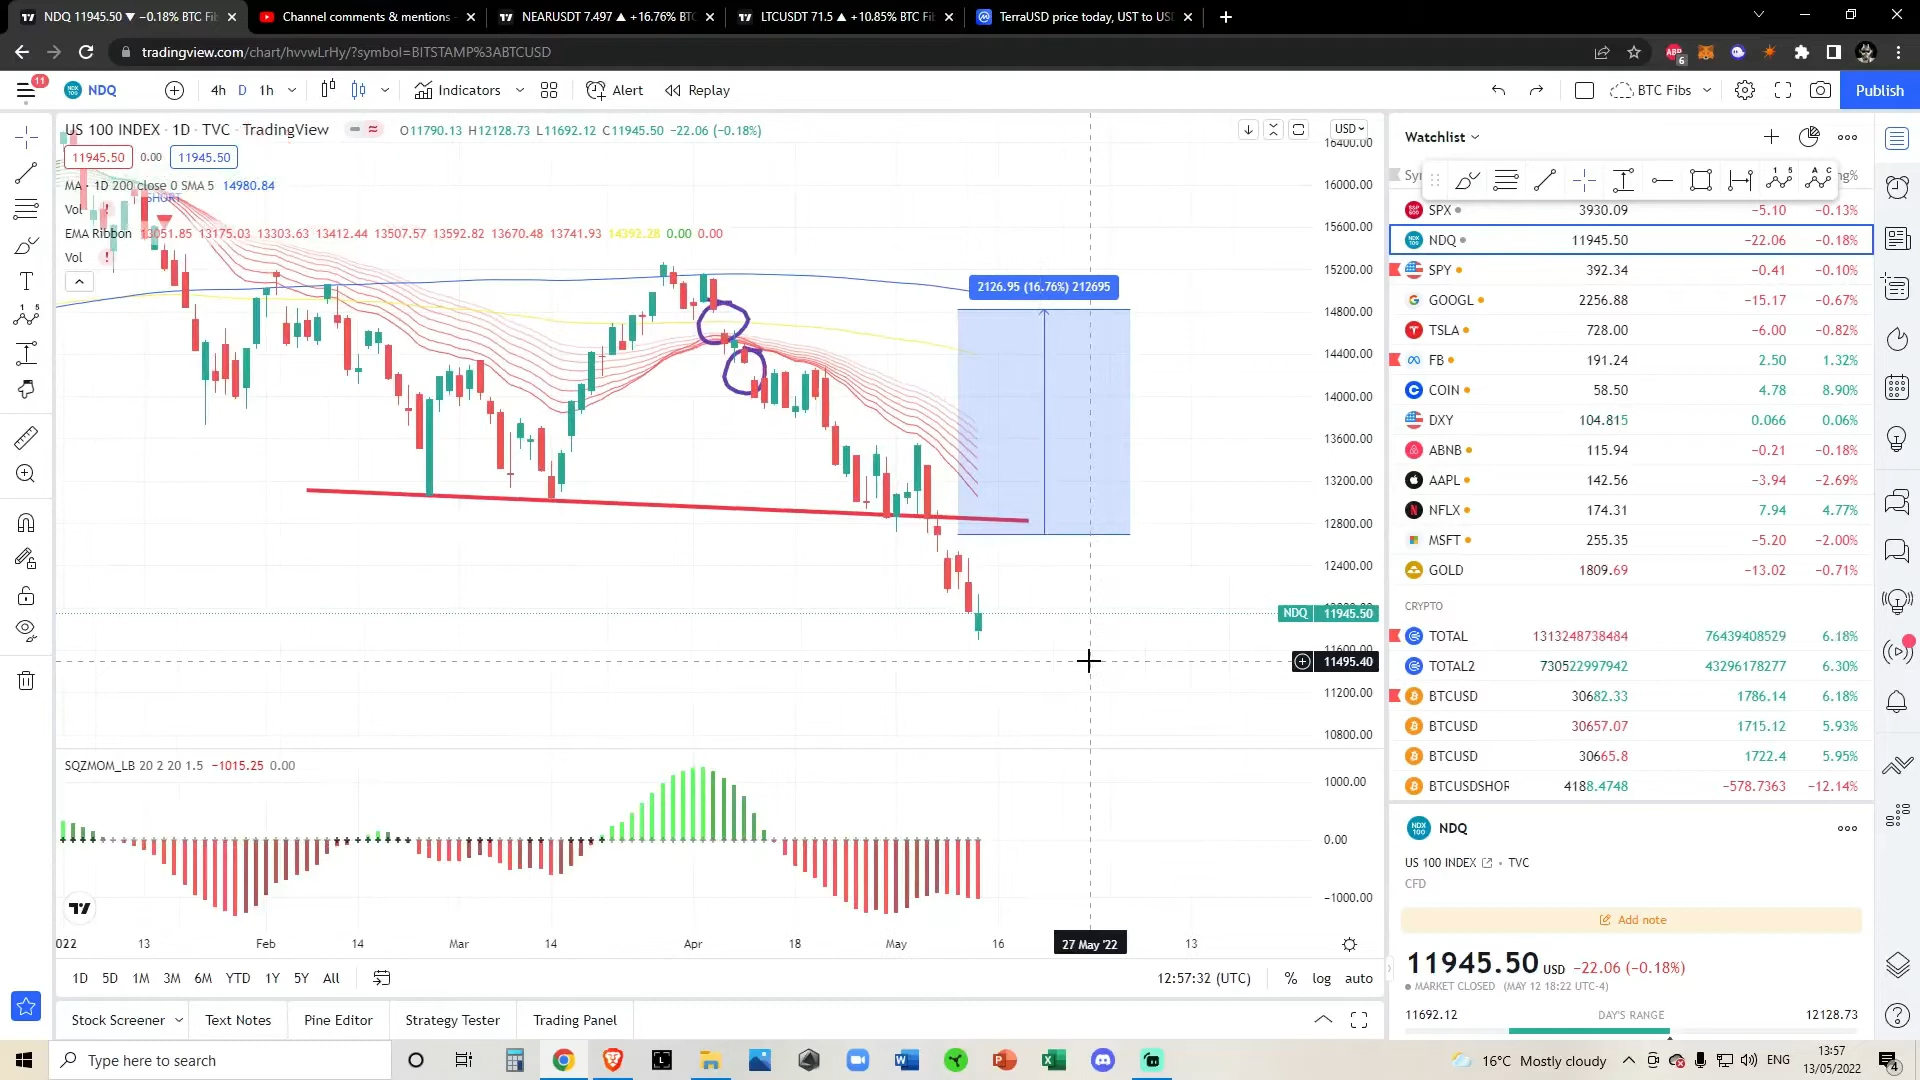 NDQ 11945.50 ▼ −0.18% BTC Fib
Channel comments & mentions -
NEARUSDT 7.497 ▲ +16.76% BTC
LTCUSDT 71.5 ▲ +10.85% BTC Fib
TerraUSD price today, UST to USD
tradingview.com/chart/hvvwLrHy/?symbol=BITSTAMP%3ABTCUSD
11
NDQ
4h D 1h
Indicators
Alert
Replay
BTC Fibs
Publish
US 100 INDEX · 1D · TVC · TradingView
O11790.13 H12128.73 L11692.12 C11945.50 −22.06 (−0.18%)
11945.50 0.00 11945.50
MA · 1D 200 close 0 SMA 5 14980.84
SHORT
Vol
EMA Ribbon 13051.85 13175.03 13303.63 13412.44 13507.57 13592.82 13670.48 13741.93 14392.28 0.00 0.00
Vol
2126.95 (16.76%) 212695
USD
16400.00
16000.00
15600.00
15200.00
14800.00
14400.00
14000.00
13600.00
13200.00
12800.00
12400.00
NDQ 11945.50
11495.40
11200.00
10800.00
SQZMOM_LB 20 2 20 1.5 −1015.25 0.00
1000.00
0.00
−1000.00
022 13 Feb 14 Mar 14 Apr 18 May 16 27 May '22 13
1D 5D 1M 3M 6M YTD 1Y 5Y All
12:57:32 (UTC) % log auto
Stock Screener Text Notes Pine Editor Strategy Tester Trading Panel
Watchlist
SPX 3930.09 −5.10 −0.13%
NDQ 11945.50 −22.06 −0.18%
SPY 392.34 −0.41 −0.10%
GOOGL 2256.88 −15.17 −0.67%
TSLA 728.00 −6.00 −0.82%
FB 191.24 2.50 1.32%
COIN 58.50 4.78 8.90%
DXY 104.815 0.066 0.06%
ABNB 115.94 −0.21 −0.18%
AAPL 142.56 −3.94 −2.69%
NFLX 174.31 7.94 4.77%
MSFT 255.35 −5.20 −2.00%
GOLD 1809.69 −13.02 −0.71%
CRYPTO
TOTAL 1313248738484 76439408529 6.18%
TOTAL2 730522997942 43296178277 6.30%
BTCUSD 30682.33 1786.14 6.18%
BTCUSD 30657.07 1715.12 5.93%
BTCUSD 30665.8 1722.4 5.95%
BTCUSDSHOR 4188.4748 −578.7363 −12.14%
NDQ
US 100 INDEX • TVC
CFD
Add note
11945.50 USD −22.06 (−0.18%)
MARKET CLOSED (MAY 12 18:22 UTC-4)
11692.12 DAY'S RANGE 12128.73
Type here to search
16°C Mostly cloudy
ENG
13:57
13/05/2022
4